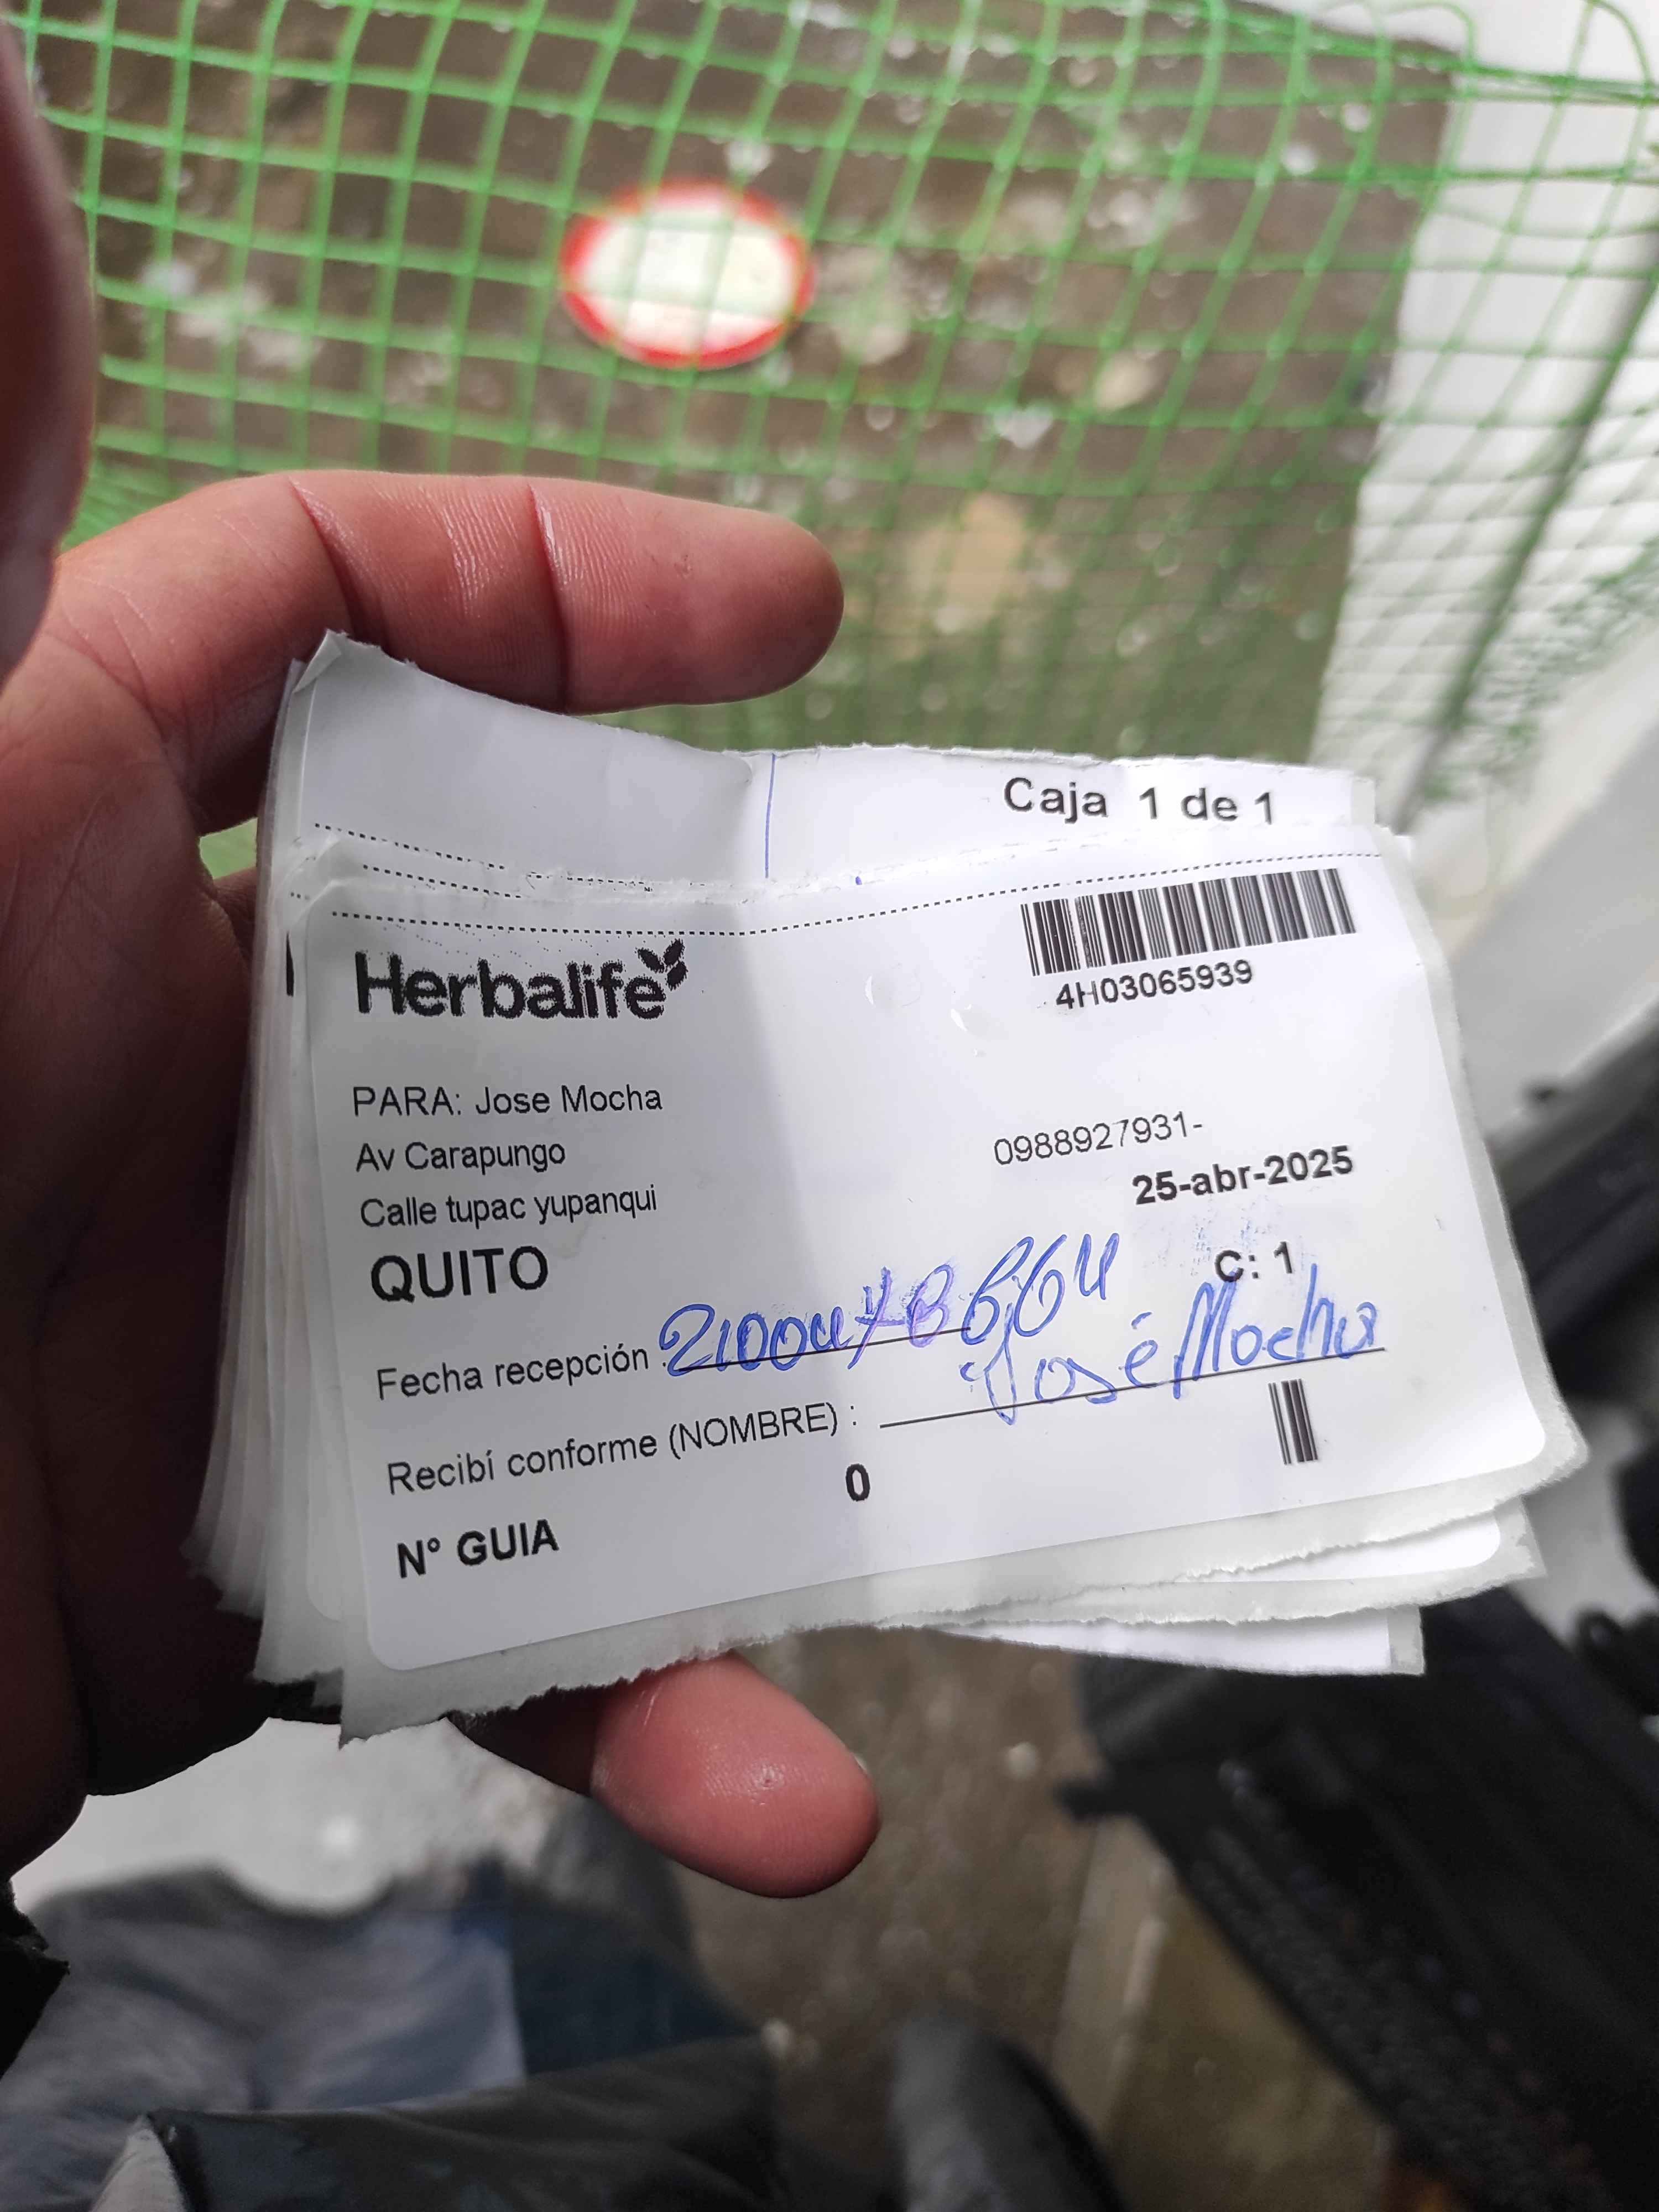 Caja 1 de 1
Herbalife
4H03065939
PARA: Jose Mocha
Av Carapungo
0988927931-
Calle tupac yupanqui
25-abr-2025
QUITO
C: 1
Fecha recepción :
Recibí conforme (NOMBRE) : José Mocha
N° GUIA 0